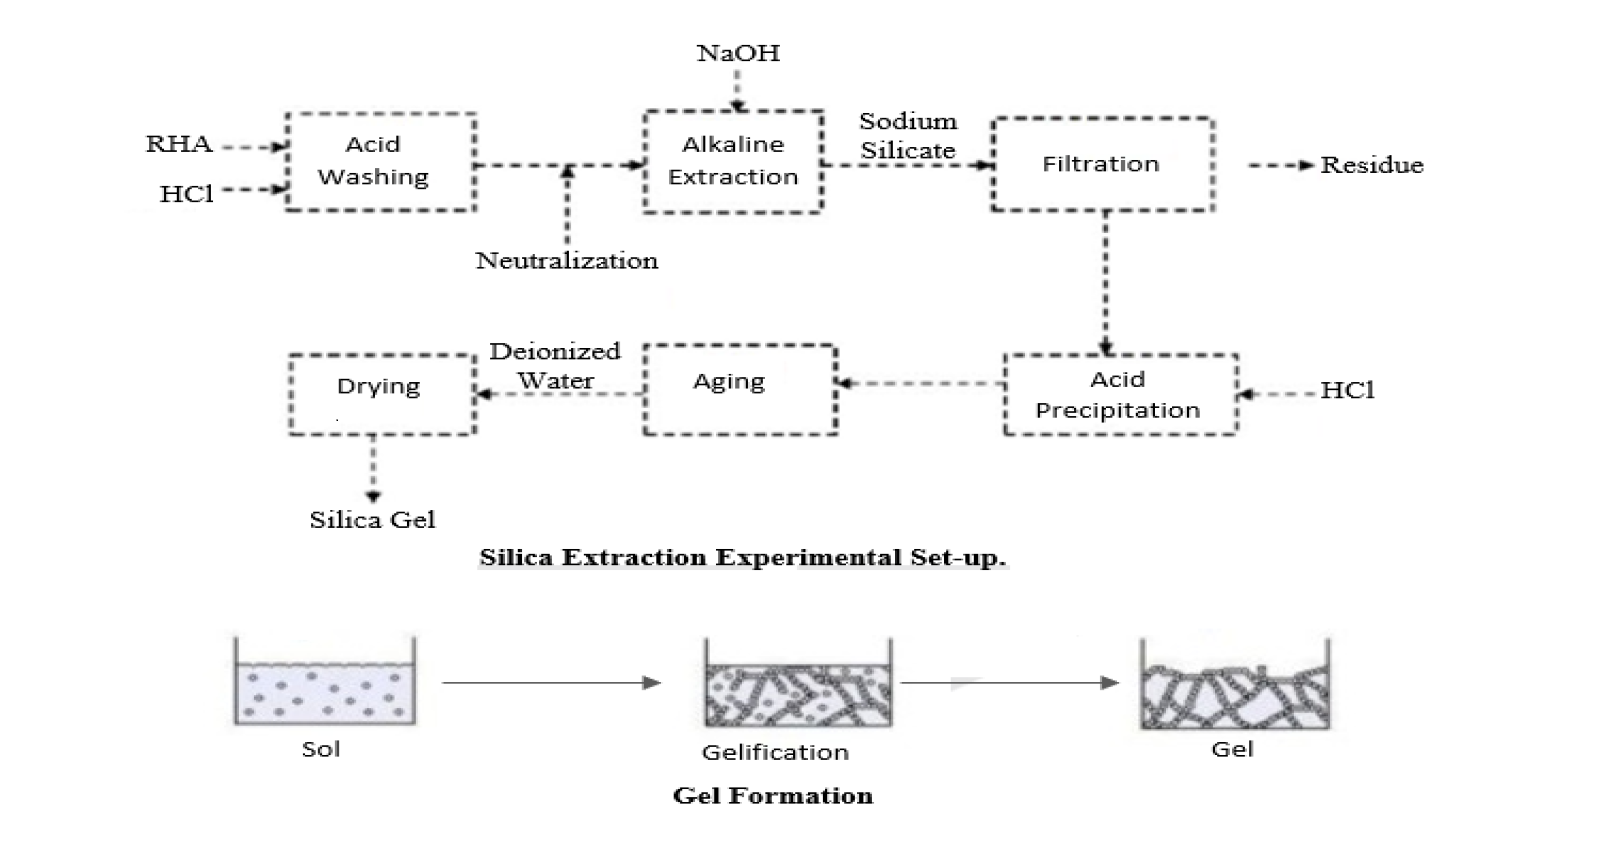 NaOH
RHA
HCl
Acid
Washing
Neutralization
Alkaline
Extraction
Sodium
Silicate
Filtration
Residue
Drying
Deionized
Water
Aging
Acid
Precipitation
HCl
Silica Gel
Silica Extraction Experimental Set-up.
Sol
Gelification
Gel
Gel Formation